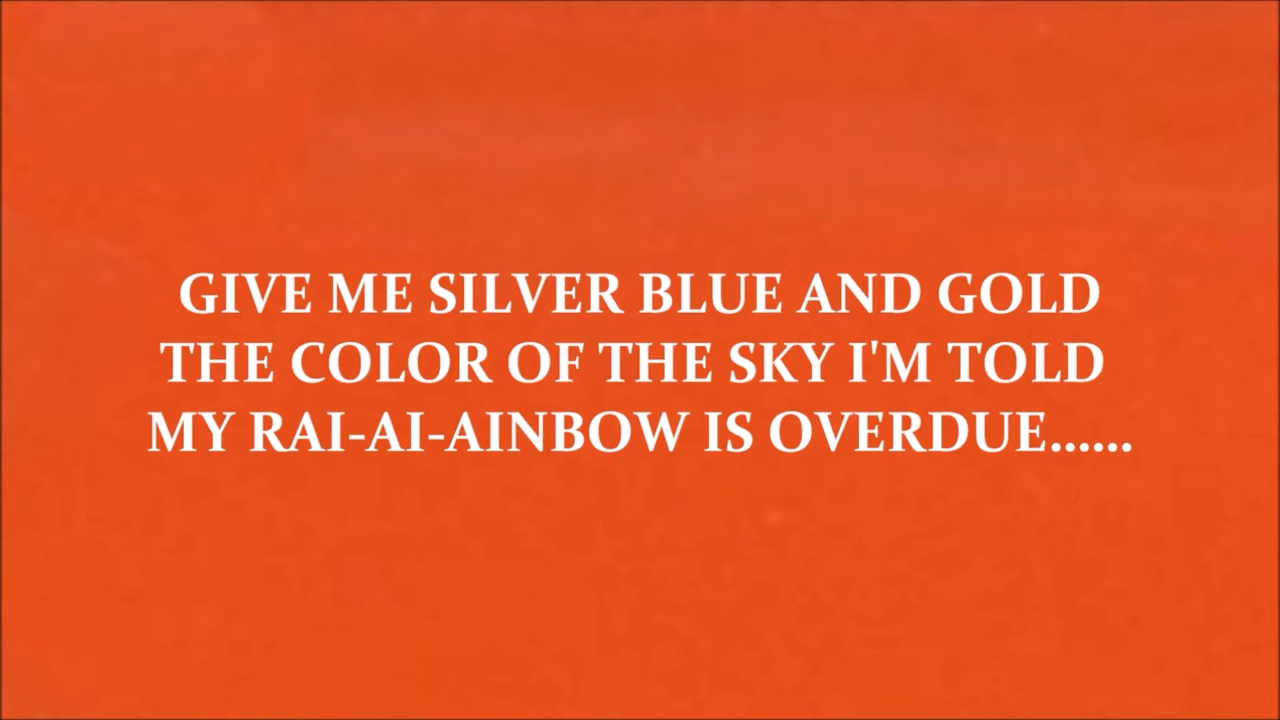 GIVE ME SILVER BLUE AND GOLD
THE COLOR OF THE SKY I'M TOLD
MY RAI-AI-AINBOW IS OVERDUE......